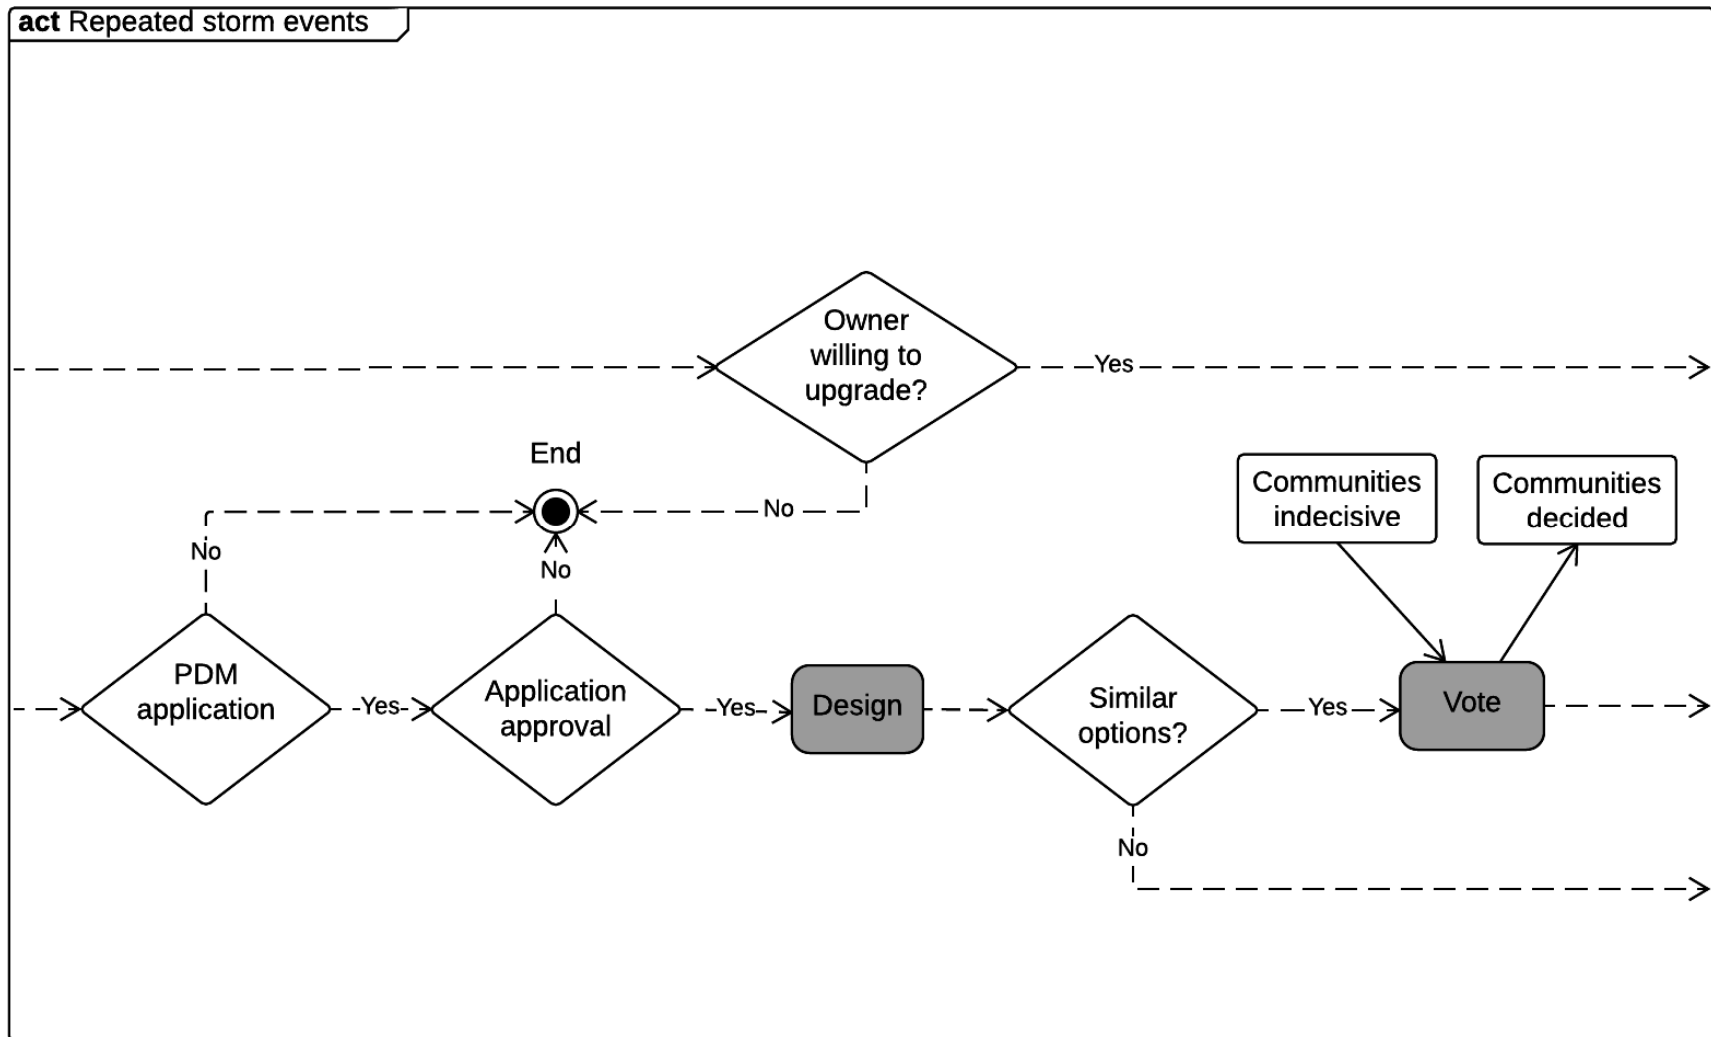 act Repeated storm events
Owner
willing to
upgrade?
Yes
End
No
No
No
Communities
indecisive
Communities
decided
PDM
application
Yes
Application
approval
Yes
Design
Similar
options?
Yes
Vote
No